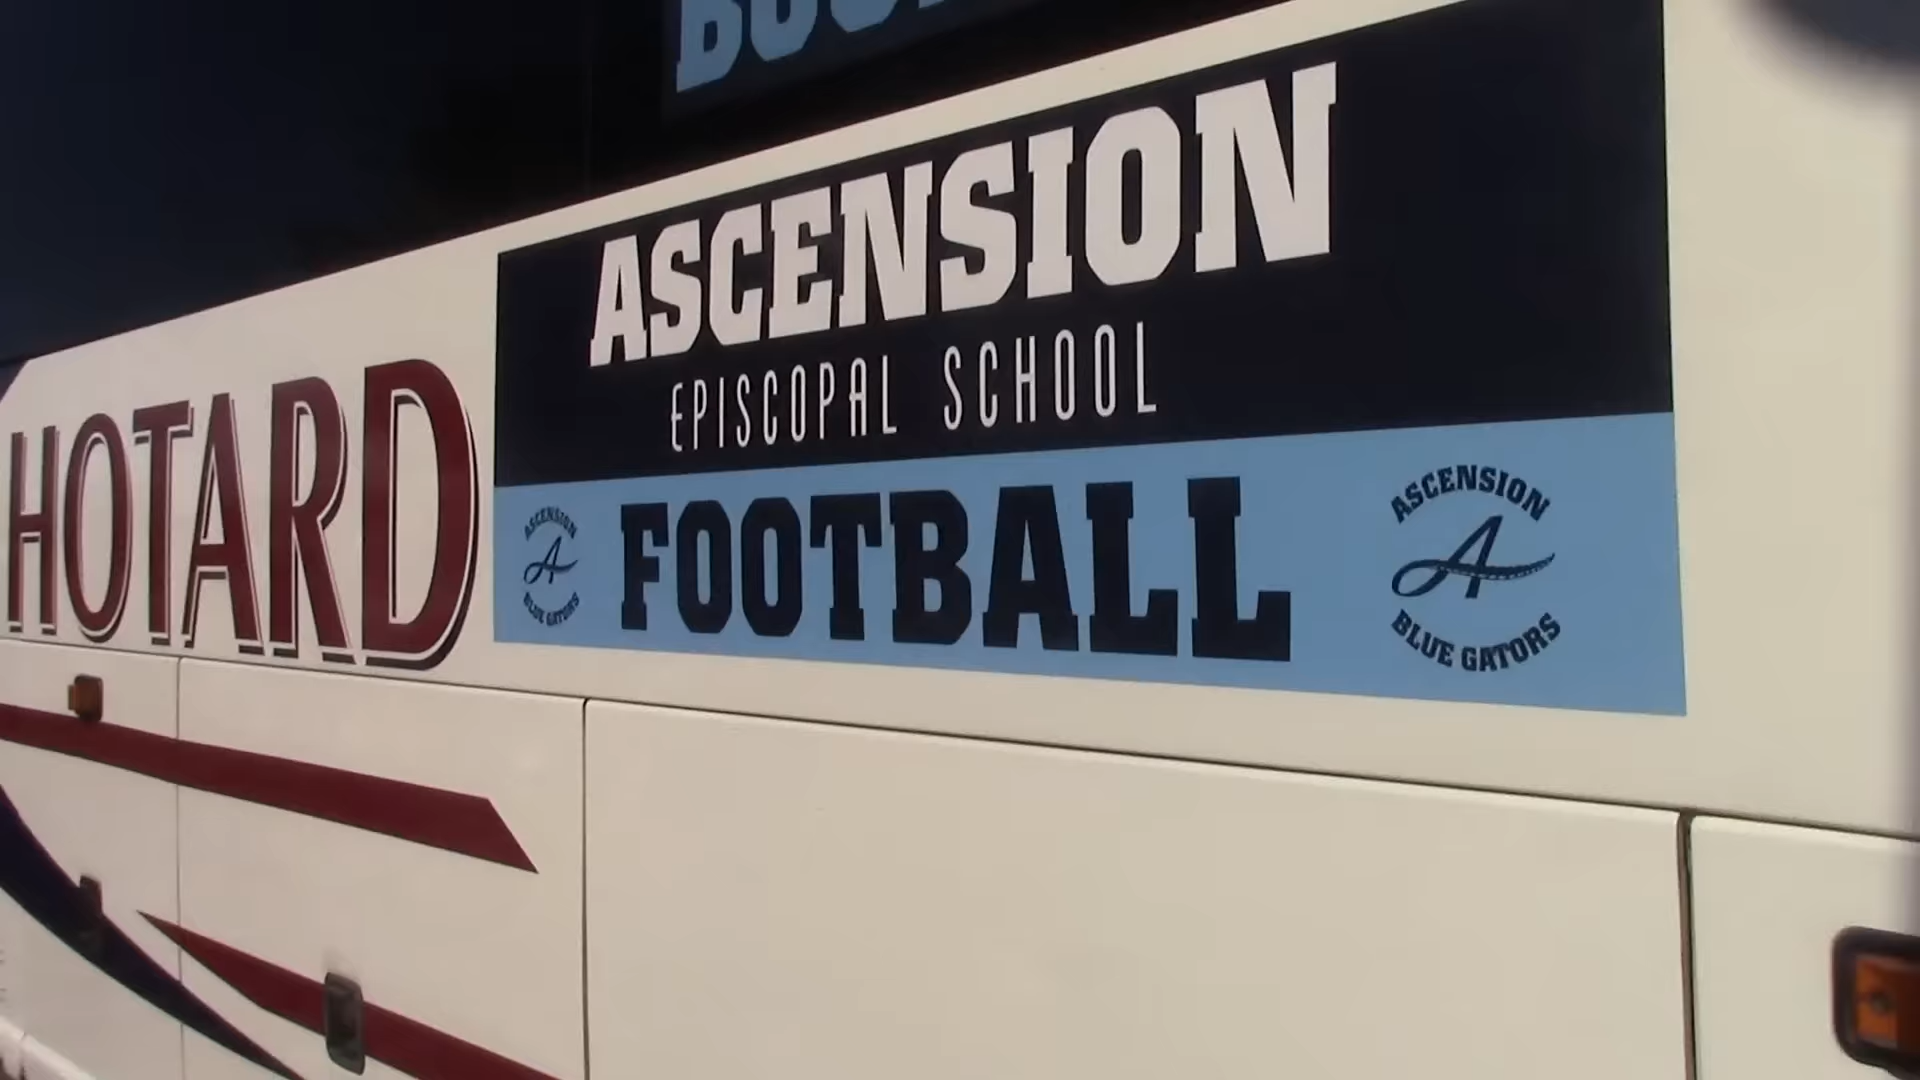 ASCENSION
EPISCOPAL SCHOOL
HOTARD
ASCENSION
A
BLUE GATORS
FOOTBALL
ASCENSION
A
BLUE GATORS